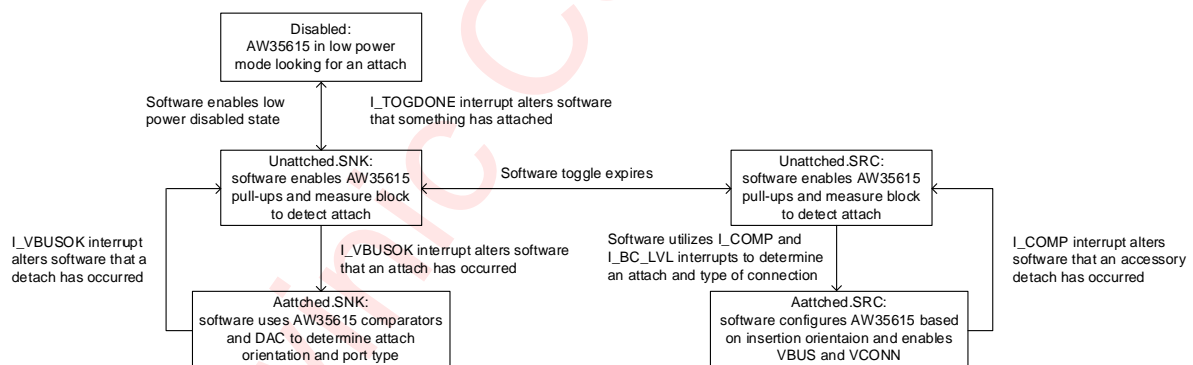 Disabled:
AW35615 in low power
mode looking for an attach
Software enables low
power disabled state
I_TOGDONE interrupt alters software
that something has attached
Unattched.SNK:
software enables AW35615
pull-ups and measure block
to detect attach
Software toggle expires
Unattched.SRC:
software enables AW35615
pull-ups and measure block
to detect attach
I_VBUSOK interrupt
alters software that a
detach has occurred
I_VBUSOK interrupt alters software
that an attach has occurred
Software utilizes I_COMP and
I_BC_LVL interrupts to determine
an attach and type of connection
I_COMP interrupt alters
software that an accessory
detach has occurred
Aattched.SNK:
software uses AW35615 comparators
and DAC to determine attach
orientation and port type
Aattched.SRC:
software configures AW35615 based
on insertion orientaion and enables
VBUS and VCONN